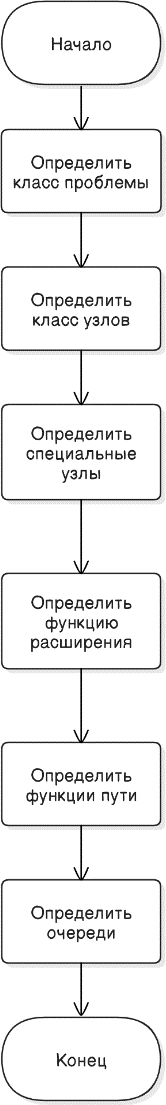 Начало
Определить
класс проблемы
Определить
класс узлов
Определить
специальные
узлы
Определить
функцию
расширения
Определить
функции пути
Определить
очереди
Конец